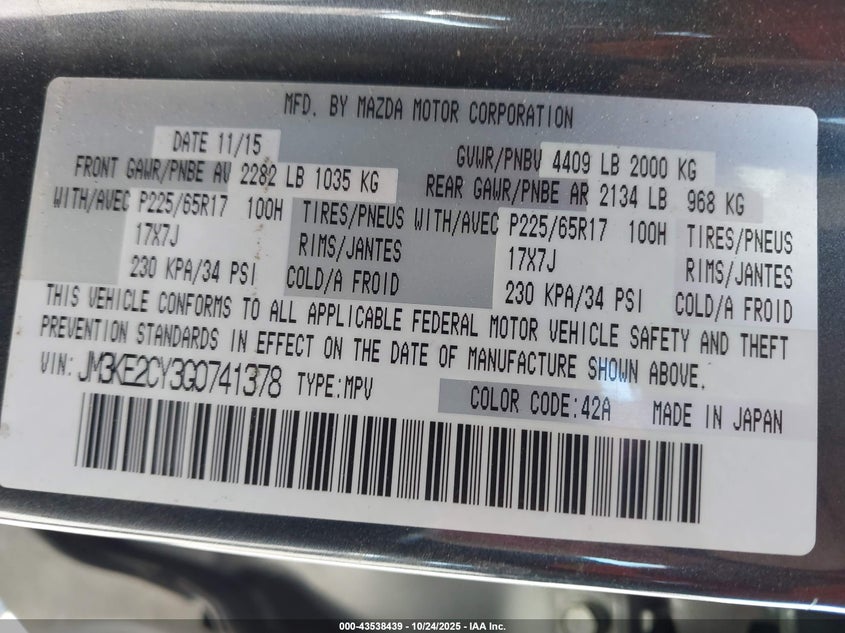 MFD. BY MAZDA MOTOR CORPORATION
DATE 11/15 GVWR/PNBV 4409 LB 2000 KG
FRONT GAWR/PNBE AV 2282 LB 1035 KG REAR GAWR/PNBE AR 2134 LB 968 KG
WITH/AVEC P225/65R17 100H TIRES/PNEUS WITH/AVEC P225/65R17 100H TIRES/PNEUS
17X7J RIMS/JANTES 17X7J RIMS/JANTES
230 KPA/34 PSI COLD/A FROID 230 KPA/34 PSI COLD/A FROID
THIS VEHICLE CONFORMS TO ALL APPLICABLE FEDERAL MOTOR VEHICLE SAFETY AND THEFT
PREVENTION STANDARDS IN EFFECT ON THE DATE OF MANUFACTURE SHOWN ABOVE.
VIN: JM3KE2CY3G0741378 TYPE:MPV COLOR CODE:42A MADE IN JAPAN
000-43538439 - 10/24/2025 - IAA Inc.